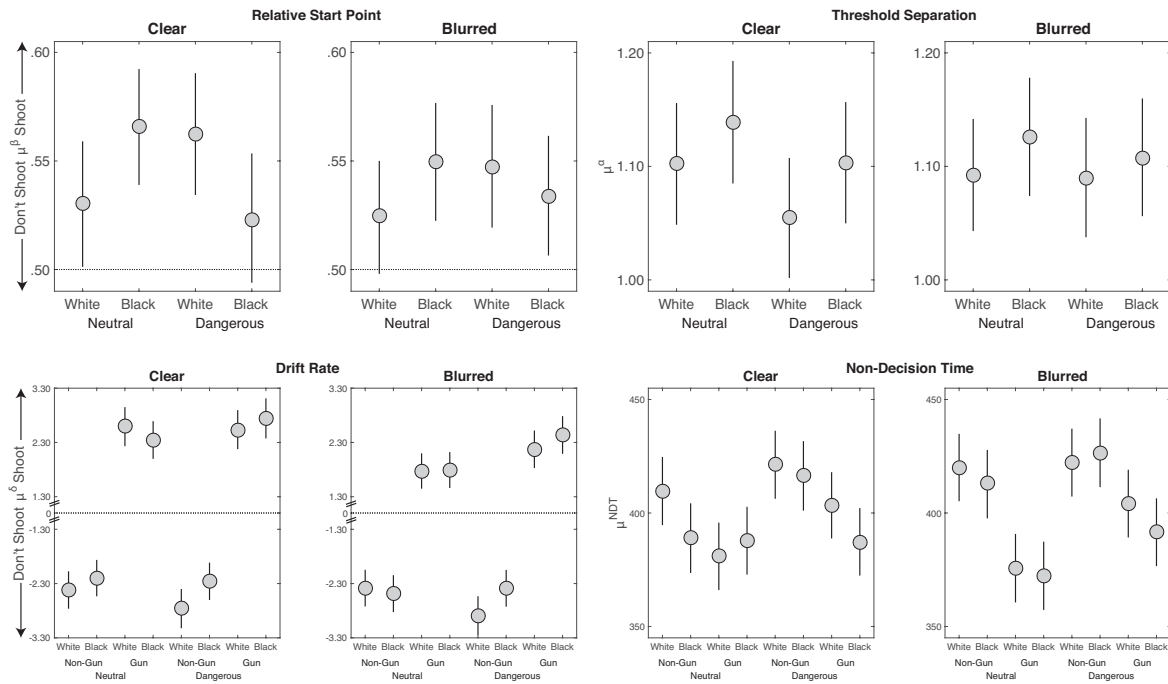 Relative Start Point
Clear
Blurred
Don't Shoot μ^β Shoot
.60
.55
.50
White Black White Black
Neutral Dangerous
.60
.55
.50
White Black White Black
Neutral Dangerous
Threshold Separation
Clear
Blurred
μ^α
1.20
1.10
1.00
White Black White Black
Neutral Dangerous
1.20
1.10
1.00
White Black White Black
Neutral Dangerous
Drift Rate
Clear
Blurred
Don't Shoot μ^δ Shoot
3.30
2.30
1.30
0
-1.30
-2.30
-3.30
White Black White Black White Black White Black
Non-Gun Gun Non-Gun Gun
Neutral Dangerous
3.30
2.30
1.30
0
-1.30
-2.30
-3.30
White Black White Black White Black White Black
Non-Gun Gun Non-Gun Gun
Neutral Dangerous
Non-Decision Time
Clear
Blurred
μ^NDT
450
400
350
White Black White Black White Black White Black
Non-Gun Gun Non-Gun Gun
Neutral Dangerous
450
400
350
White Black White Black White Black White Black
Non-Gun Gun Non-Gun Gun
Neutral Dangerous